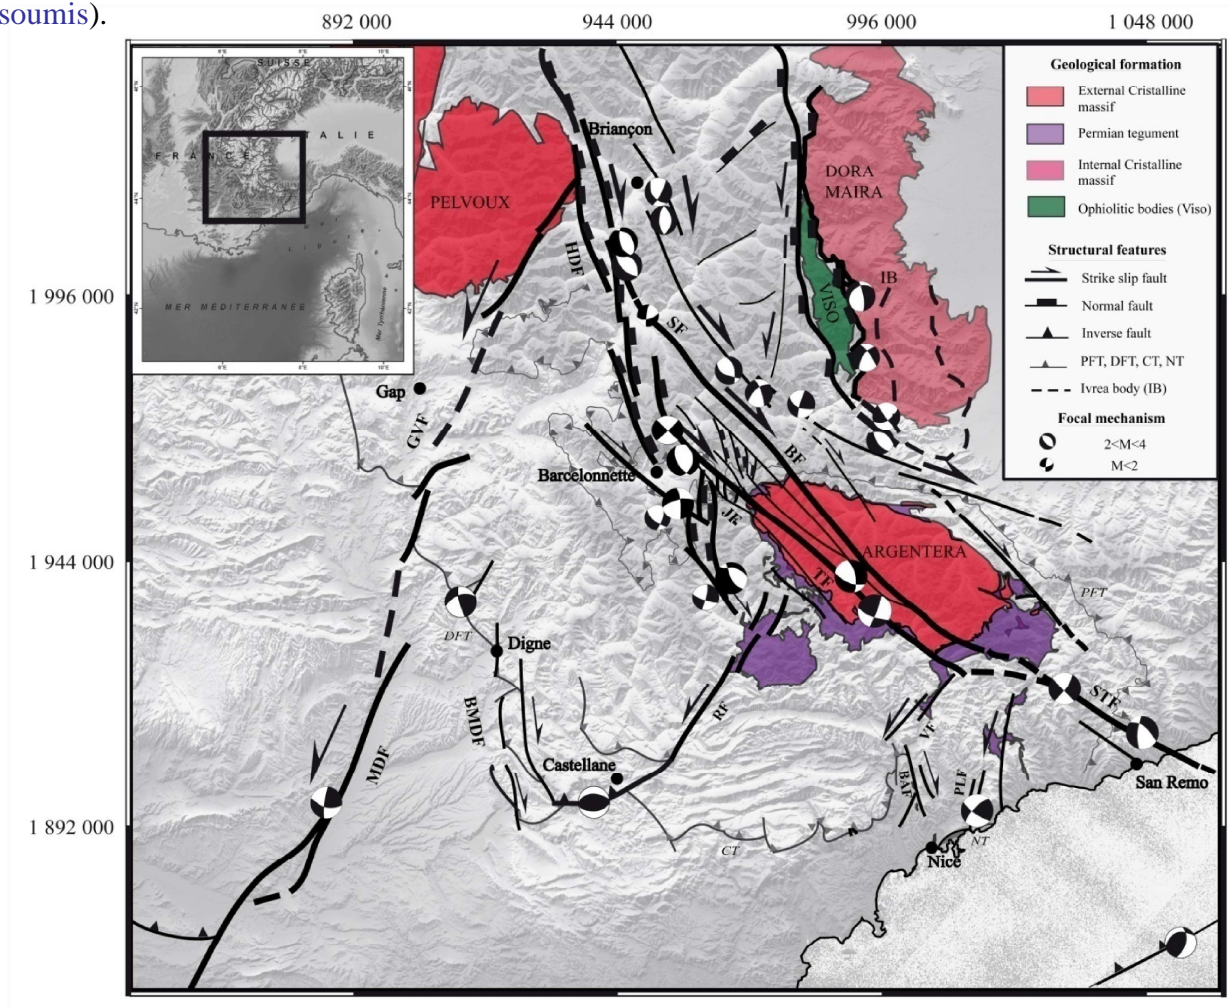 soumis).
892 000
944 000
996 000
1 048 000
1 996 000
1 944 000
1 892 000
SUISSE
FRANCE
ITALIE
MER MÉDITERRANÉE
Mer Tyrrhénienne
Geological formation
External Cristalline
massif
Permian tegument
Internal Cristalline
massif
Ophiolitic bodies (Viso)
Structural features
Strike slip fault
Normal fault
Inverse fault
PFT, DFT, CT, NT
Ivrea body (IB)
Focal mechanism
2<M<4
M<2
Briançon
PELVOUX
DORA
MAIRA
HDF
IB
VISO
SF
Gap
GVF
BF
Barcelonnette
JF
ARGENTERA
TF
PFT
DFT
Digne
STF
RF
VF
BMDF
MDF
Castellane
San Remo
BAF
PLF
CT
NT
Nice